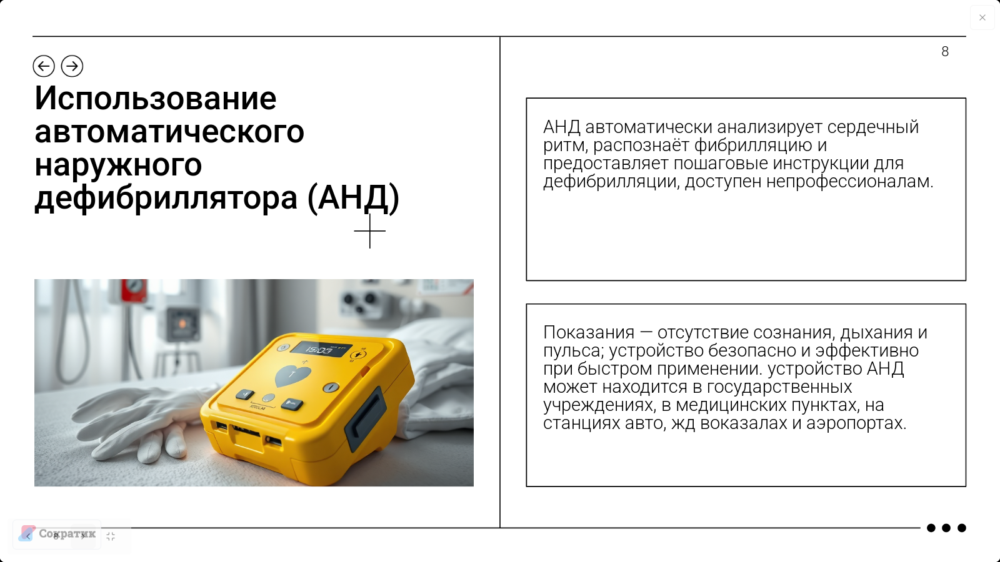 8
Использование
автоматического
наружного
дефибриллятора (АНД)
АНД автоматически анализирует сердечный
ритм, распознаёт фибрилляцию и
предоставляет пошаговые инструкции для
дефибрилляции, доступен непрофессионалам.
Показания — отсутствие сознания, дыхания и
пульса; устройство безопасно и эффективно
при быстром применении. устройство АНД
может находится в государственных
учреждениях, в медицинских пунктах, на
станциях авто, жд воказалах и аэропортах.
Сократик
8